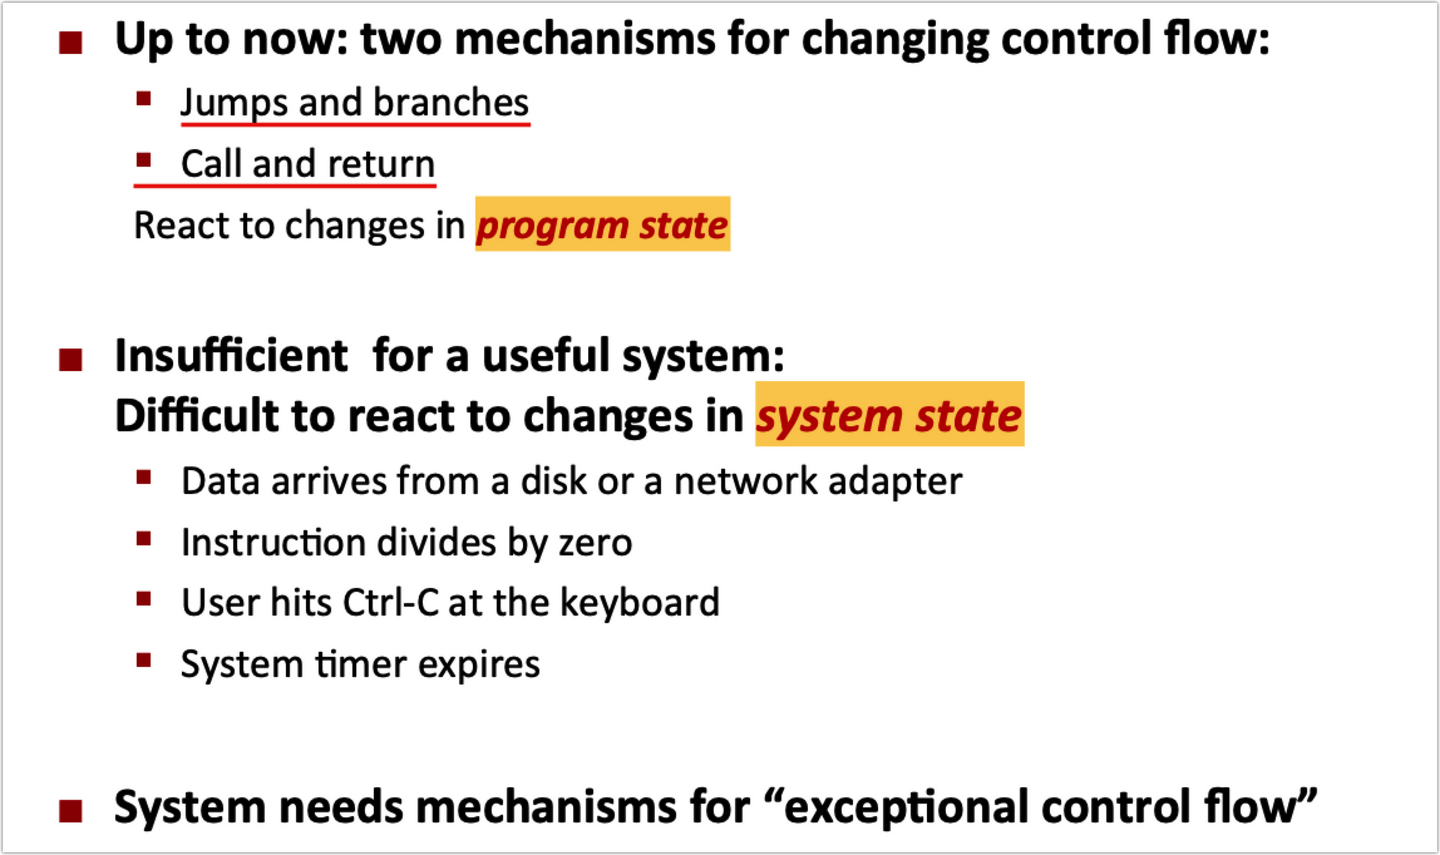 Up to now: two mechanisms for changing control flow:
Jumps and branches
Call and return
React to changes in program state
Insufficient  for a useful system:
Difficult to react to changes in system state
Data arrives from a disk or a network adapter
Instruction divides by zero
User hits Ctrl-C at the keyboard
System timer expires
System needs mechanisms for “exceptional control flow”